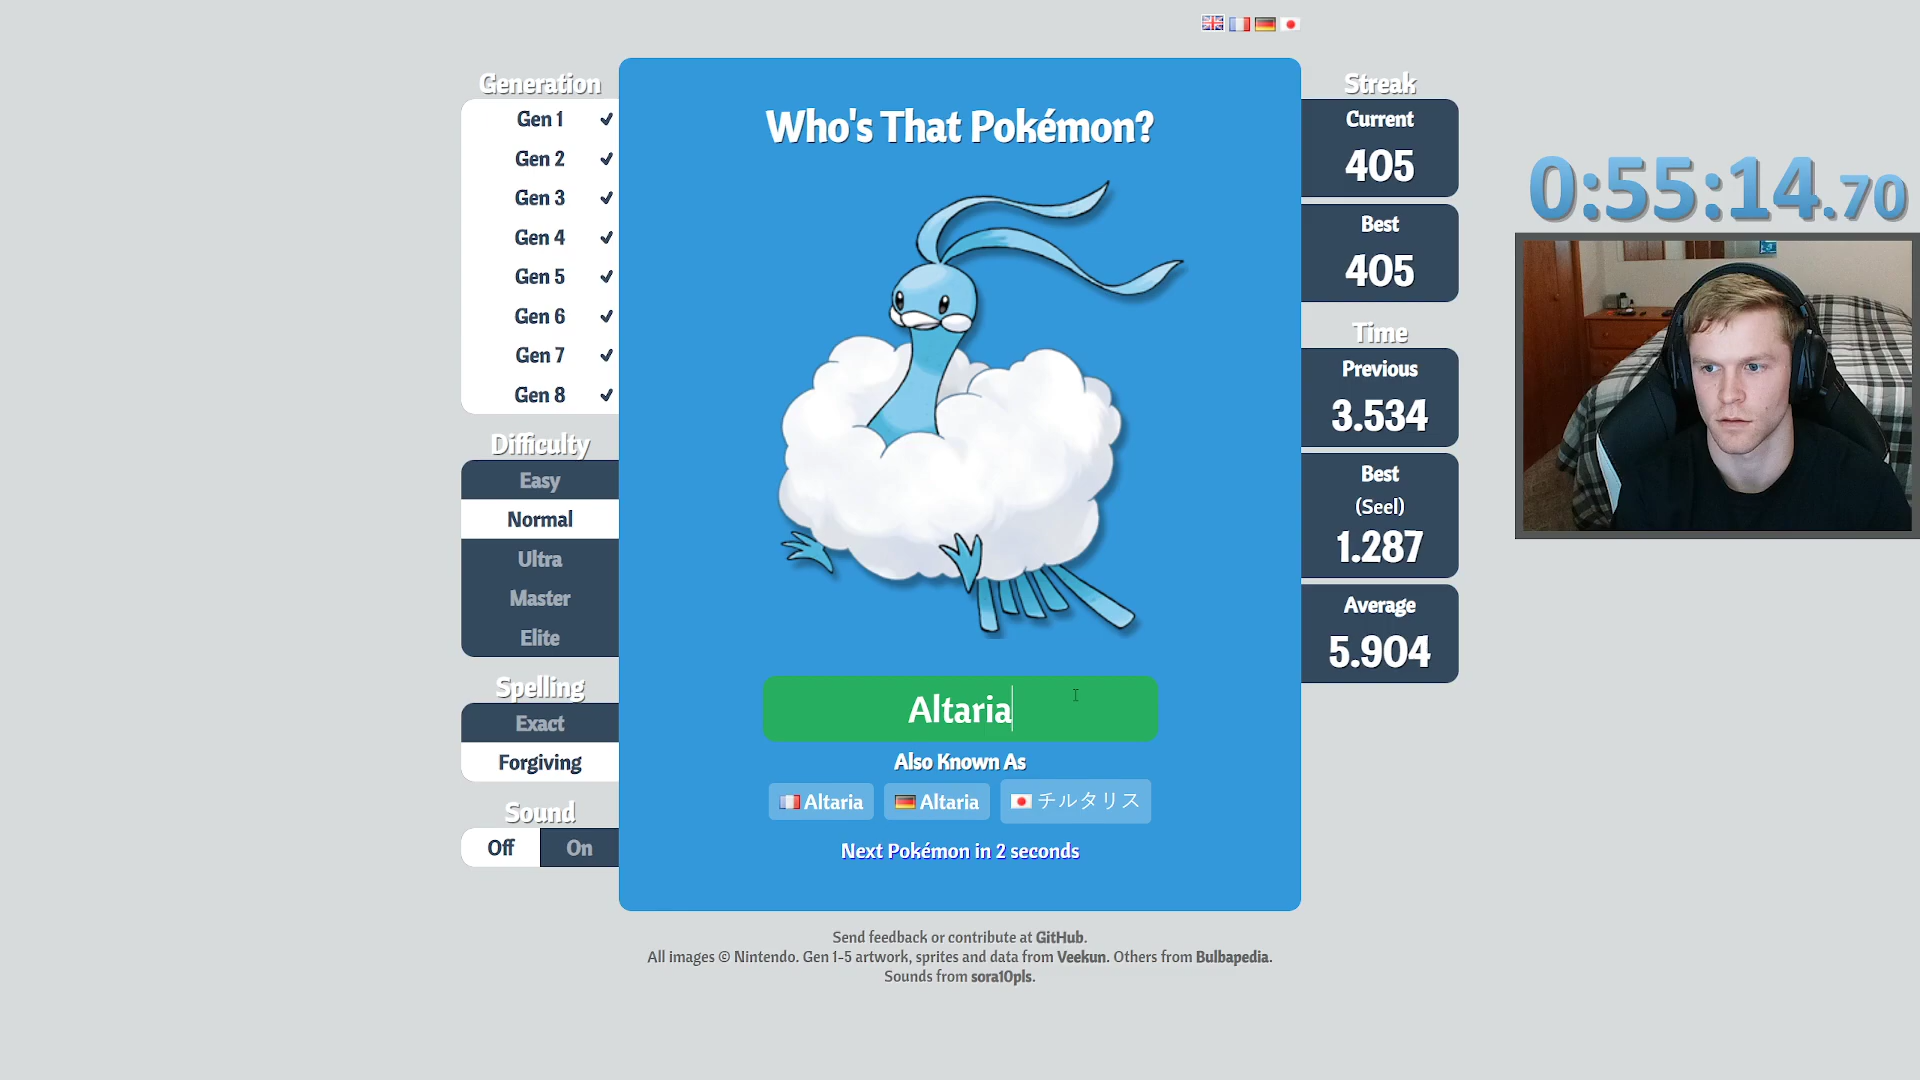 Generation
Gen 1
Gen 2
Gen 3
Gen 4
Gen 5
Gen 6
Gen 7
Gen 8
Difficulty
Easy
Normal
Ultra
Master
Elite
Spelling
Exact
Forgiving
Sound
Off On
Who's That Pokémon?
Altaria
Also Known As
Altaria Altaria チルタリス
Next Pokémon in 2 seconds
Streak
Current
405
Best
405
Time
Previous
3.534
Best
(Seel)
1.287
Average
5.904
0:55:14.70
Send feedback or contribute at GitHub.
All images © Nintendo. Gen 1-5 artwork, sprites and data from Veekun. Others from Bulbapedia.
Sounds from sora10pls.